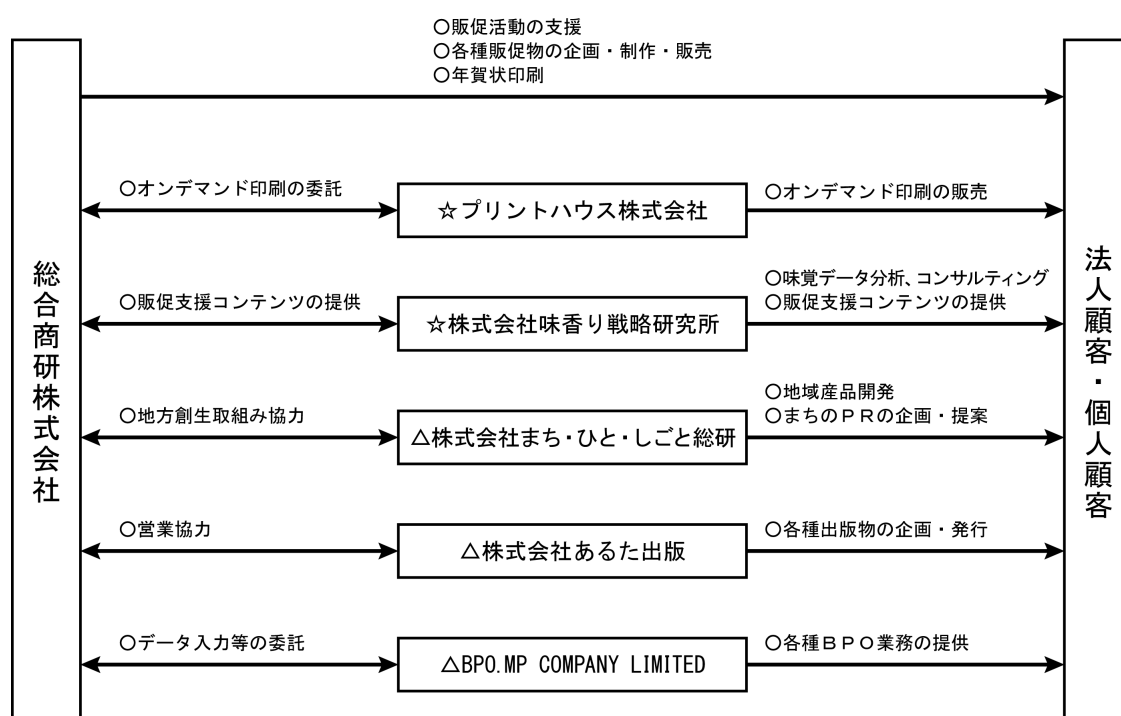 ○販促活動の支援
○各種販促物の企画・制作・販売
○年賀状印刷
総合商研株式会社
○オンデマンド印刷の委託
☆プリントハウス株式会社
○オンデマンド印刷の販売
○販促支援コンテンツの提供
☆株式会社味香り戦略研究所
○味覚データ分析、コンサルティング
○販促支援コンテンツの提供
○地方創生取組み協力
△株式会社まち・ひと・しごと総研
○地域産品開発
○まちのPRの企画・提案
○営業協力
△株式会社あるた出版
○各種出版物の企画・発行
○データ入力等の委託
△BPO.MP COMPANY LIMITED
○各種BPO業務の提供
法人顧客・個人顧客